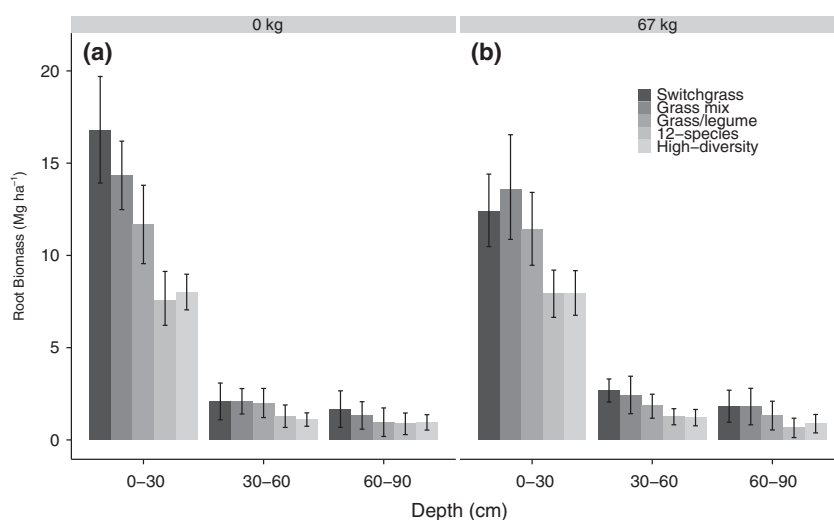 0 kg
67 kg
(a)
(b)
Switchgrass
Grass mix
Grass/legume
12−species
High−diversity
Root Biomass (Mg ha⁻¹)
20
15
10
5
0
0−30
30−60
60−90
0−30
30−60
60−90
Depth (cm)